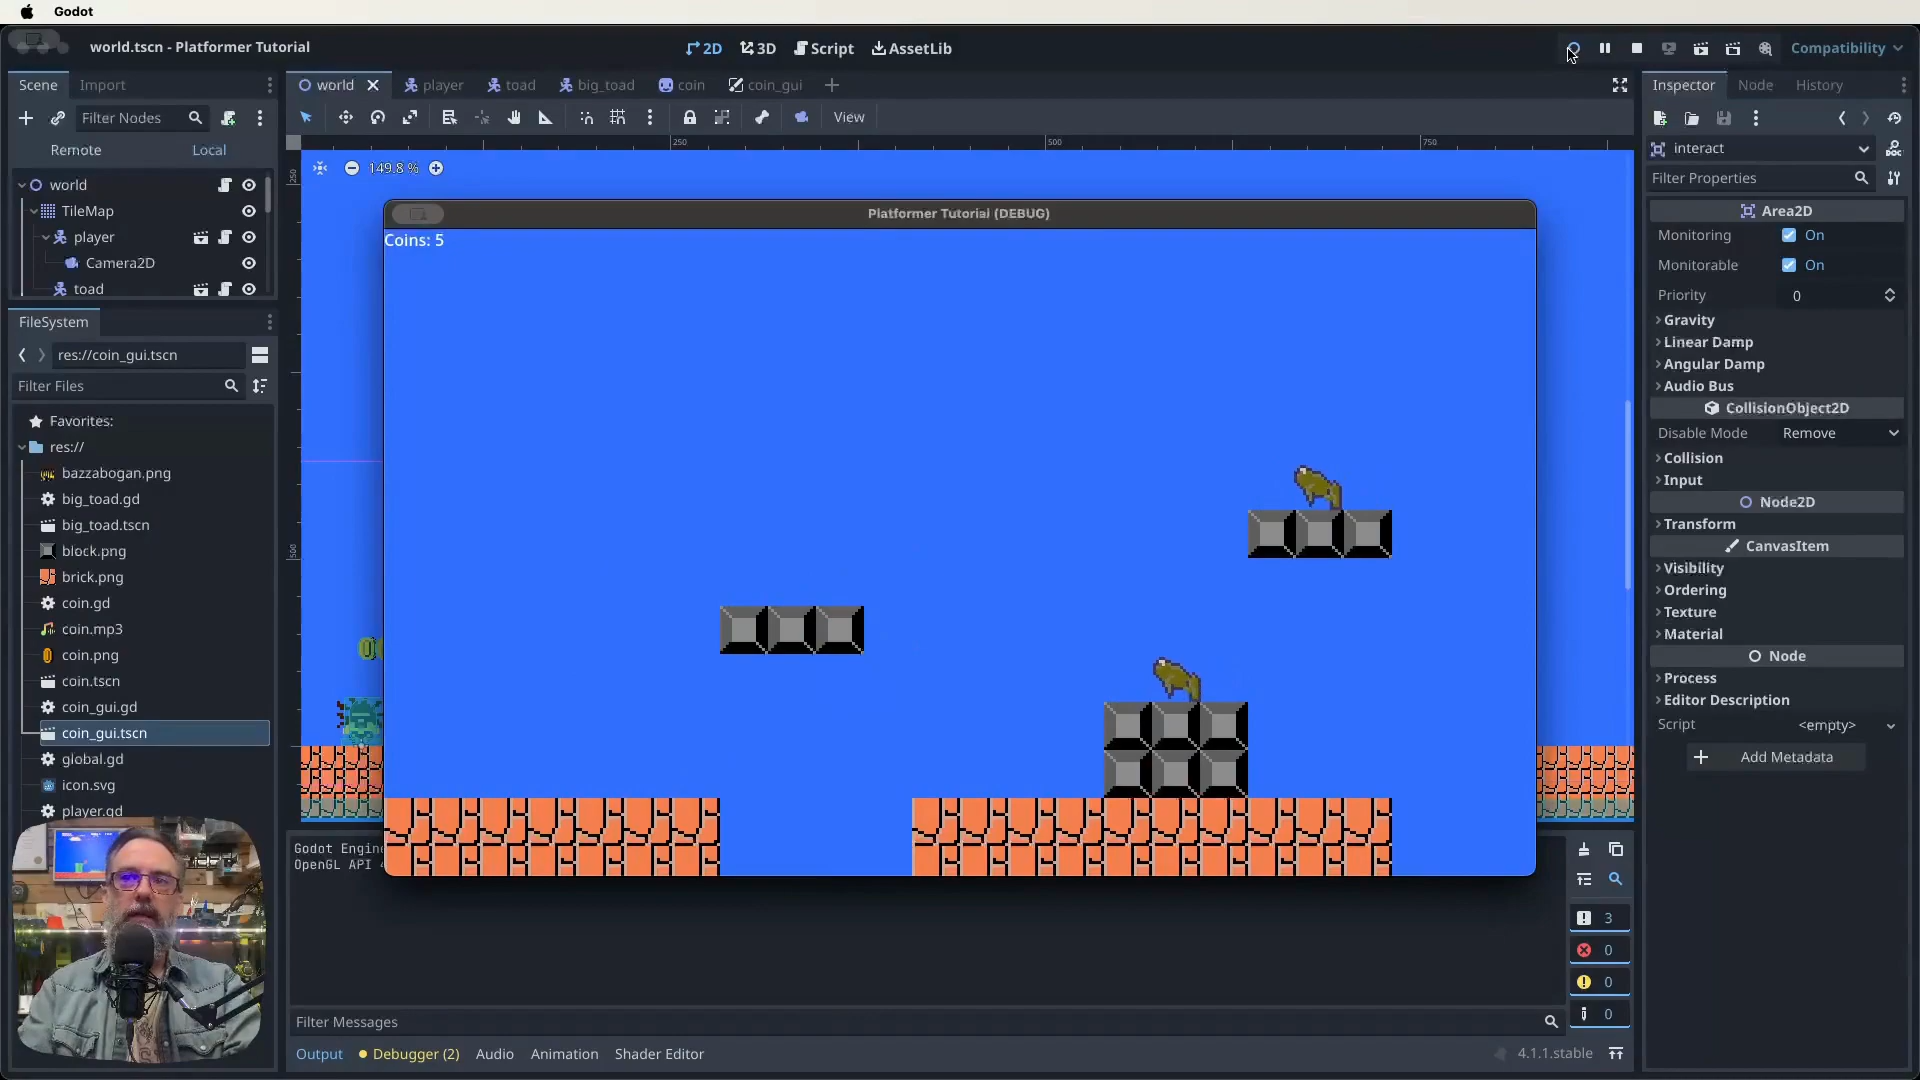 Godot
world.tscn - Platformer Tutorial
2D
3D
Script
AssetLib
Compatibility
Scene
Import
world
player
toad
big_toad
coin
coin_gui
Inspector
Node
History
Filter Nodes
View
Remote
Local
250
500
750
interact
149.8 %
250
Filter Properties
world
TileMap
player
Camera2D
toad
Platformer Tutorial (DEBUG)
Coins: 5
Area2D
Monitoring
On
Monitorable
On
Priority
0
Gravity
Linear Damp
Angular Damp
Audio Bus
CollisionObject2D
Disable Mode
Remove
Collision
Input
Node2D
Transform
CanvasItem
Visibility
Ordering
Texture
Material
Node
Process
Editor Description
Script
<empty>
Add Metadata
FileSystem
res://coin_gui.tscn
Filter Files
Favorites:
res://
bazzabogan.png
big_toad.gd
big_toad.tscn
block.png
brick.png
coin.gd
coin.mp3
coin.png
coin.tscn
coin_gui.gd
coin_gui.tscn
global.gd
icon.svg
player.gd
500
Godot Engine
OpenGL API
3
0
0
0
Filter Messages
Output
Debugger (2)
Audio
Animation
Shader Editor
4.1.1.stable